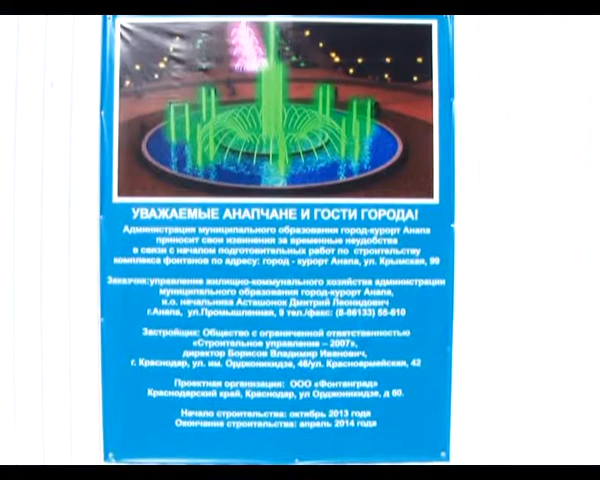 УВАЖАЕМЫЕ АНАПЧАНЕ И ГОСТИ ГОРОДА!
Администрация муниципального образования город-курорт Анапа
приносит свои извинения за временные неудобства
в связи с началом подготовительных работ по строительству
комплекса фонтанов по адресу: город - курорт Анапа, ул. Крымская, 99
Заказчик:управление жилищно-коммунального хозяйства администрации
муниципального образования город-курорт Анапа,
и.о. начальника Асташонок Дмитрий Леонидович
г.Анапа, ул.Промышленная, 9 тел./факс: (8-86133) 55-610
Застройщик: Общество с ограниченной ответственностью
«Строительное управление – 2007»,
директор Борисов Владимир Иванович,
г. Краснодар, ул. им. Орджоникидзе, 46/ул. Красноармейская, 42
Проектная организация: ООО «Фонтанград»
Краснодарский край, Краснодар, ул Орджоникидзе, д 60.
Начало строительства: октябрь 2013 года
Окончание строительства: апрель 2014 года